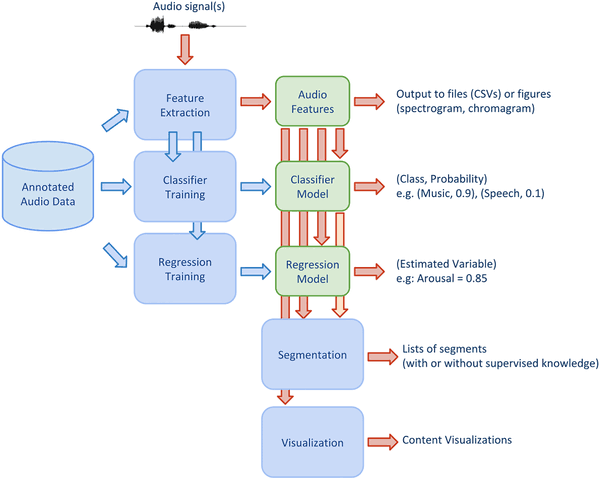 Audio signal(s)
Feature
Extraction
Audio
Features
Output to files (CSVs) or figures
(spectrogram, chromagram)
Annotated
Audio Data
Classifier
Training
Classifier
Model
(Class, Probability)
e.g. (Music, 0.9), (Speech, 0.1)
Regression
Training
Regression
Model
(Estimated Variable)
e.g: Arousal = 0.85
Segmentation
Lists of segments
(with or without supervised knowledge)
Visualization
Content Visualizations